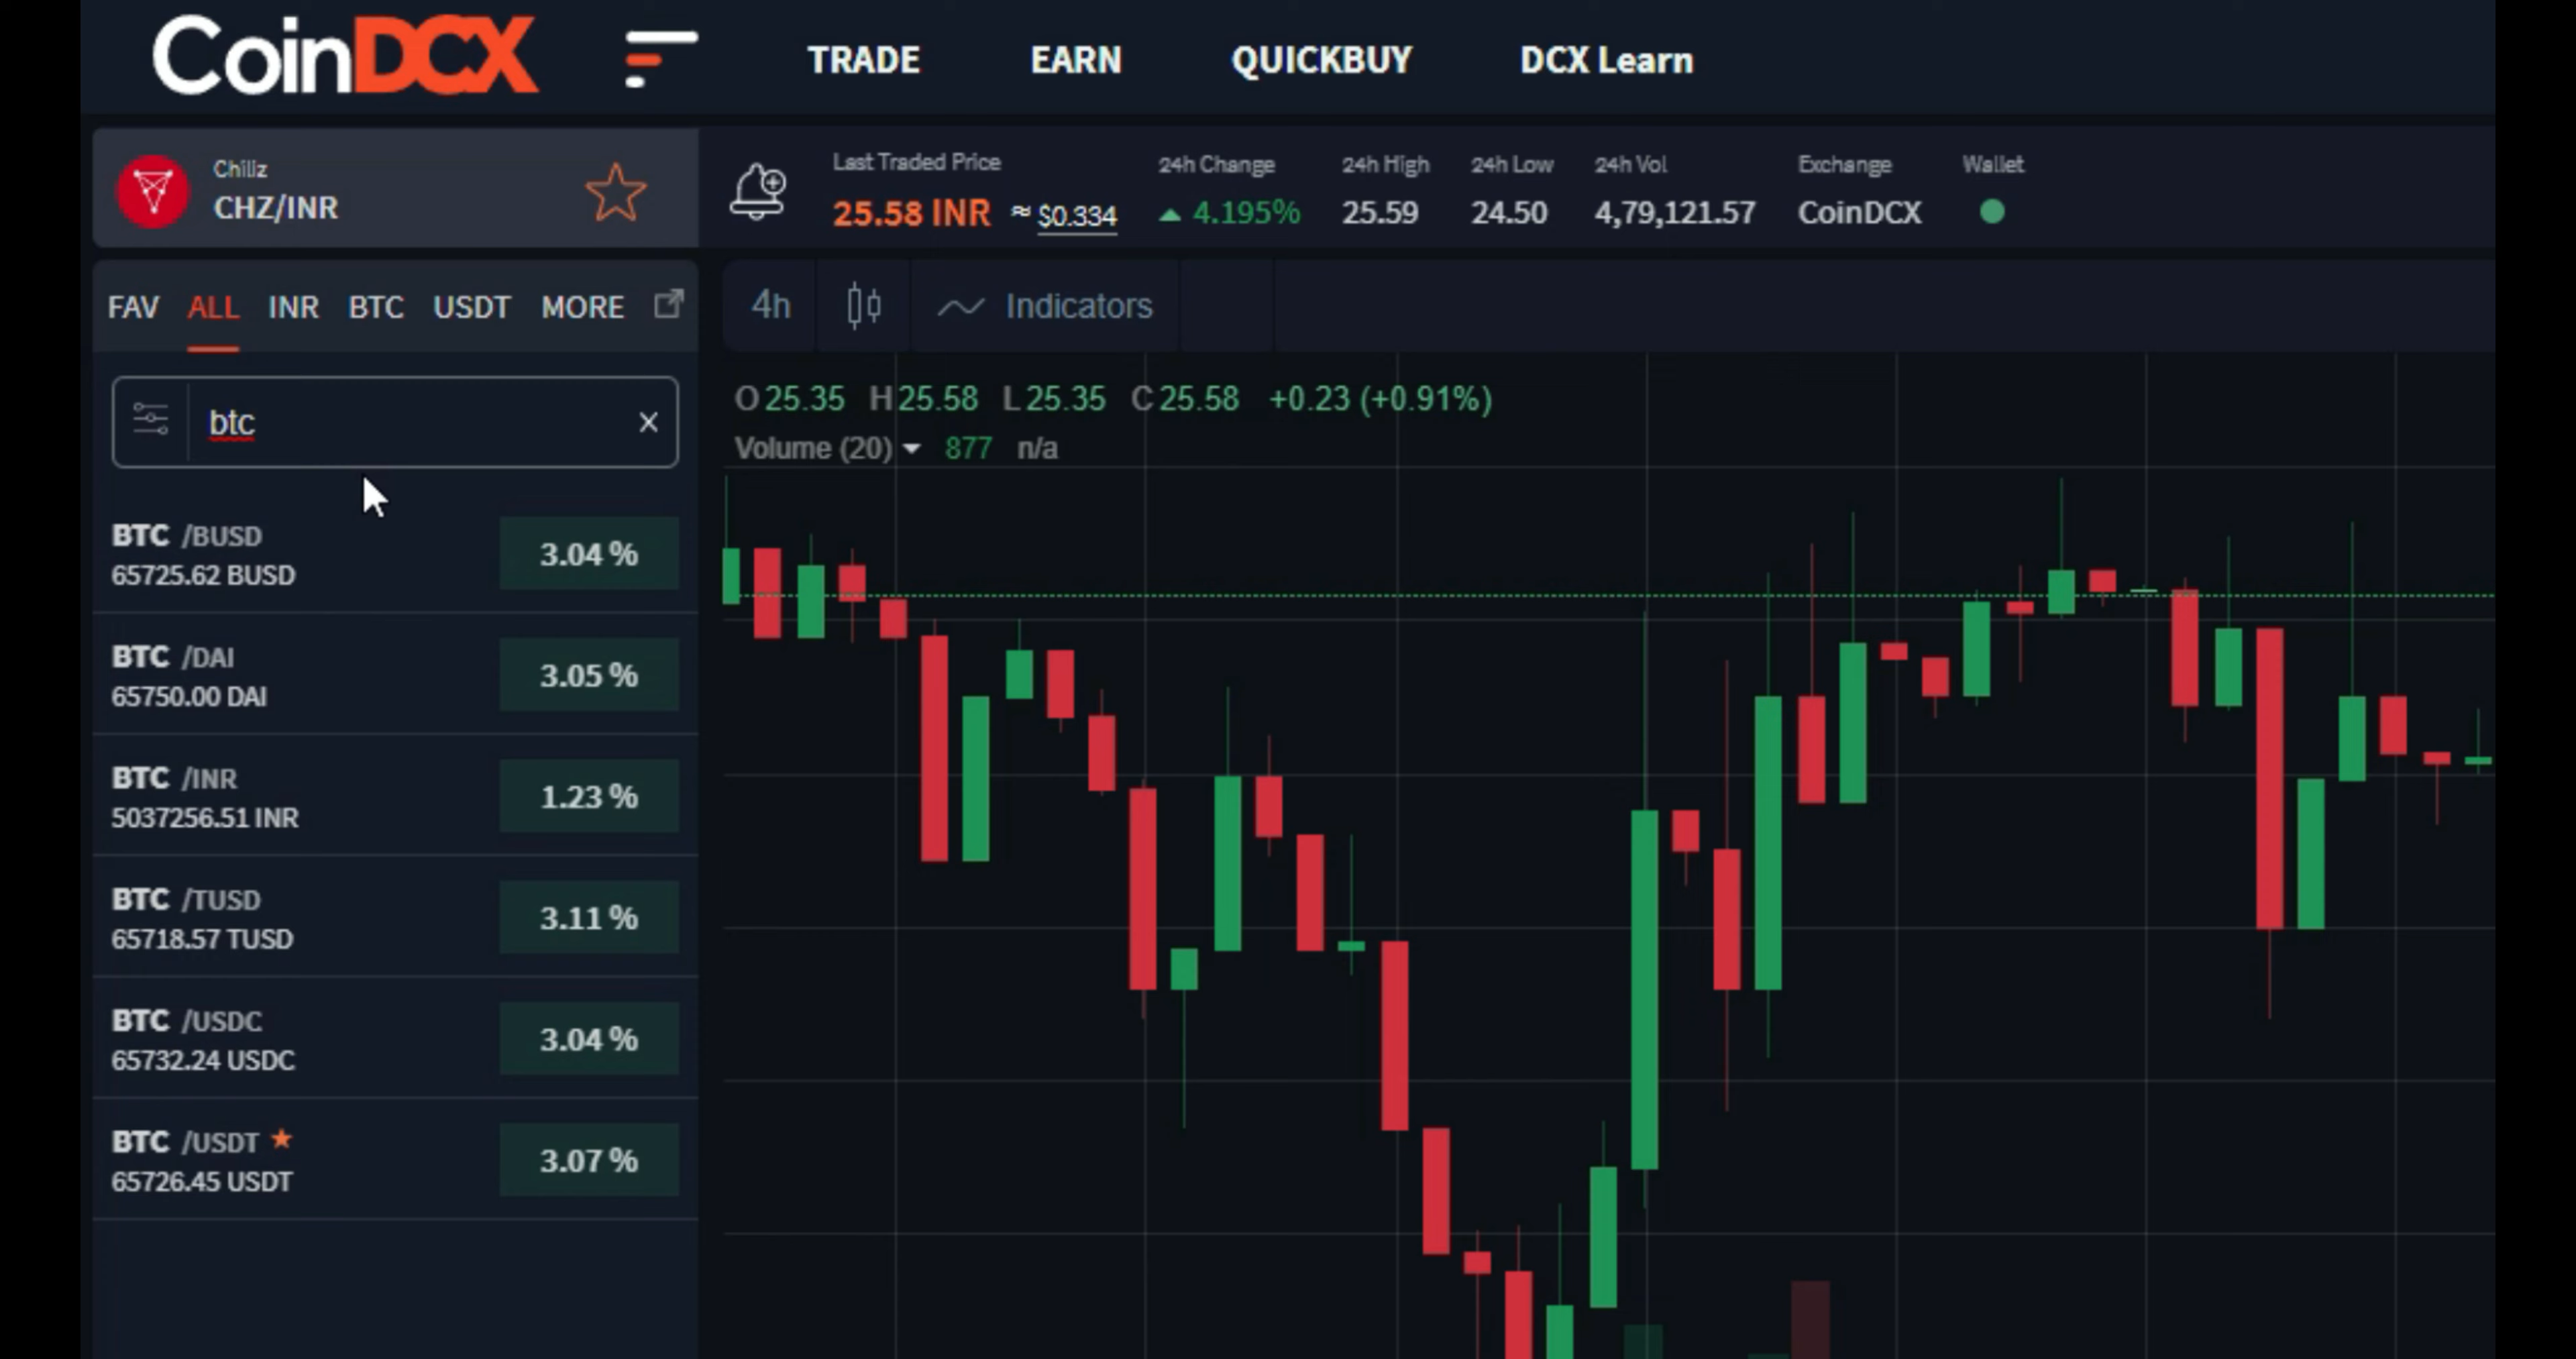 CoinDCX
TRADE EARN QUICKBUY DCX Learn
Chiliz
CHZ/INR
Last Traded Price
25.58 INR ≈ $0.334
24h Change
4.195%
24h High
25.59
24h Low
24.50
24h Vol
4,79,121.57
Exchange
CoinDCX
Wallet
FAV ALL INR BTC USDT MORE
btc ×
BTC /BUSD
65725.62 BUSD
3.04 %
BTC /DAI
65750.00 DAI
3.05 %
BTC /INR
5037256.51 INR
1.23 %
BTC /TUSD
65718.57 TUSD
3.11 %
BTC /USDC
65732.24 USDC
3.04 %
BTC /USDT
65726.45 USDT
3.07 %
4h Indicators
O 25.35 H 25.58 L 25.35 C 25.58 +0.23 (+0.91%)
Volume (20) 877 n/a